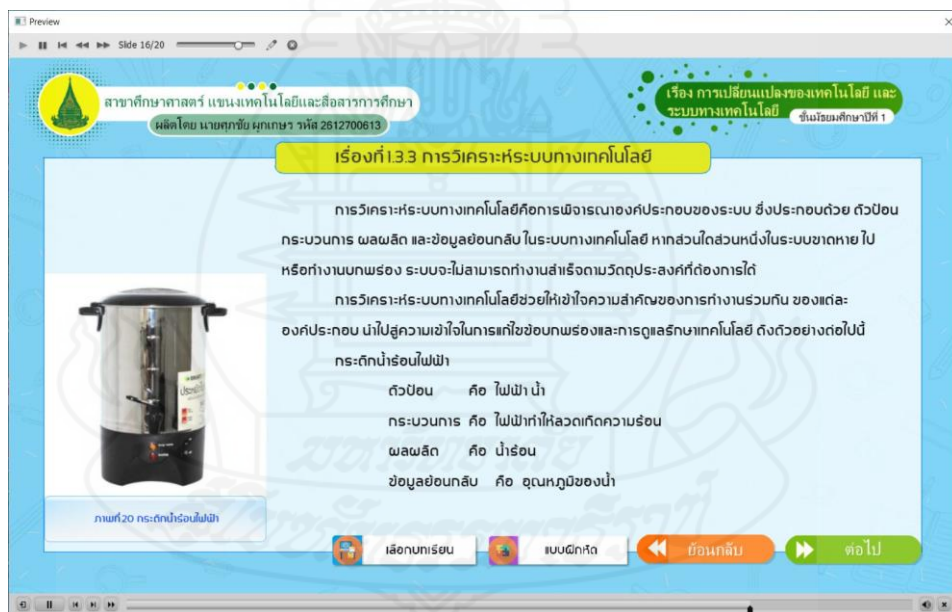 Preview
Slide 16/20
สาขาศึกษาศาสตร์ แขนงเทคโนโลยีและสื่อสารการศึกษา
ผลิตโดย นายศุภชัย ผูกเกษร รหัส 2612700613
เรื่อง การเปลี่ยนแปลงของเทคโนโลยี และ
ระบบทางเทคโนโลยี ชั้นมัธยมศึกษาปีที่ 1
เรื่องที่ 1.3.3 การวิเคราะห์ระบบทางเทคโนโลยี
การวิเคราะห์ระบบทางเทคโนโลยีคือการพิจารณาองค์ประกอบของระบบ ซึ่งประกอบด้วย ตัวป้อน
กระบวนการ ผลผลิต และข้อมูลย้อนกลับ ในระบบทางเทคโนโลยี หากส่วนใดส่วนหนึ่งในระบบขาดหาย ไป
หรือทำงานบกพร่อง ระบบจะไม่สามารถทำงานสำเร็จตามวัตถุประสงค์ที่ต้องการได้
การวิเคราะห์ระบบทางเทคโนโลยีช่วยให้เข้าใจความสำคัญของการทำงานร่วมกัน ของแต่ละ
องค์ประกอบ นำไปสู่ความเข้าใจในการแก้ไขข้อบกพร่องและการดูแลรักษาเทคโนโลยี ดังตัวอย่างต่อไปนี้
กระติกน้ำร้อนไฟฟ้า
ตัวป้อน คือ ไฟฟ้า น้ำ
กระบวนการ คือ ไฟฟ้าทำให้ลวดเกิดความร้อน
ผลผลิต คือ น้ำร้อน
ข้อมูลย้อนกลับ คือ อุณหภูมิของน้ำ
ภาพที่ 20 กระติกน้ำร้อนไฟฟ้า
เลือกบทเรียน
แบบฝึกหัด
ย้อนกลับ
ต่อไป